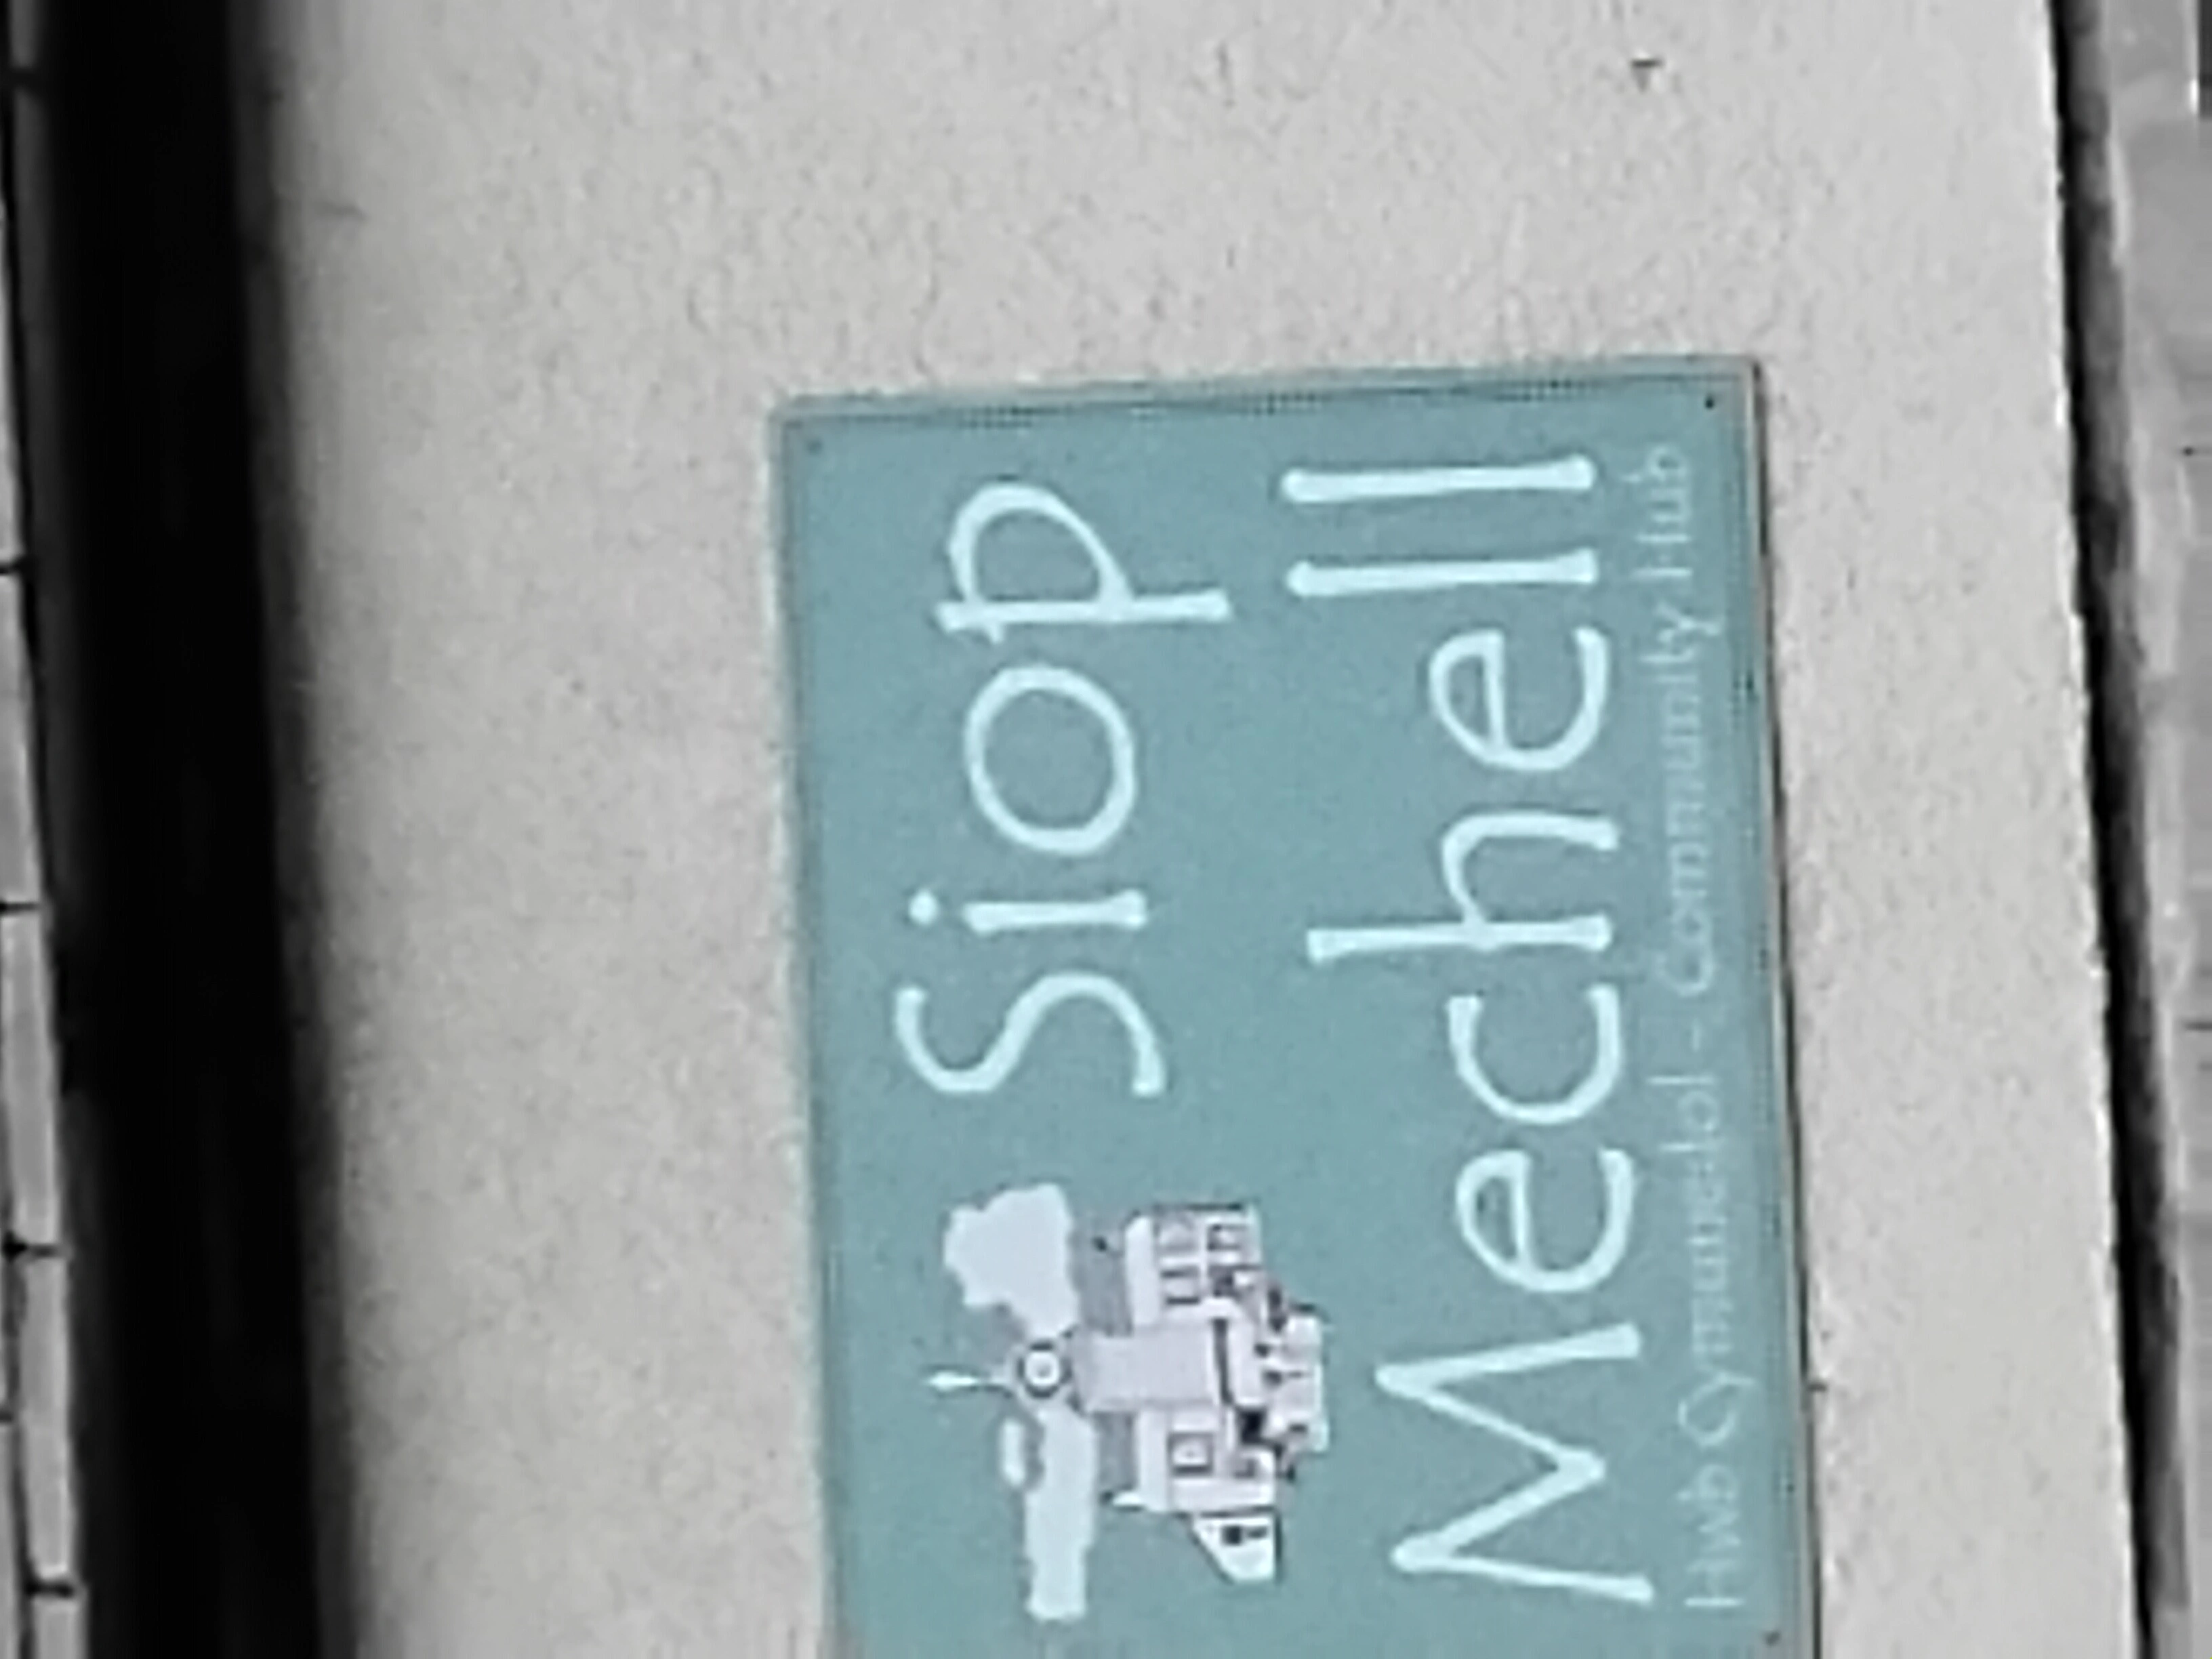 Siop
Mechell
Hwb Cymunedol - Community Hub